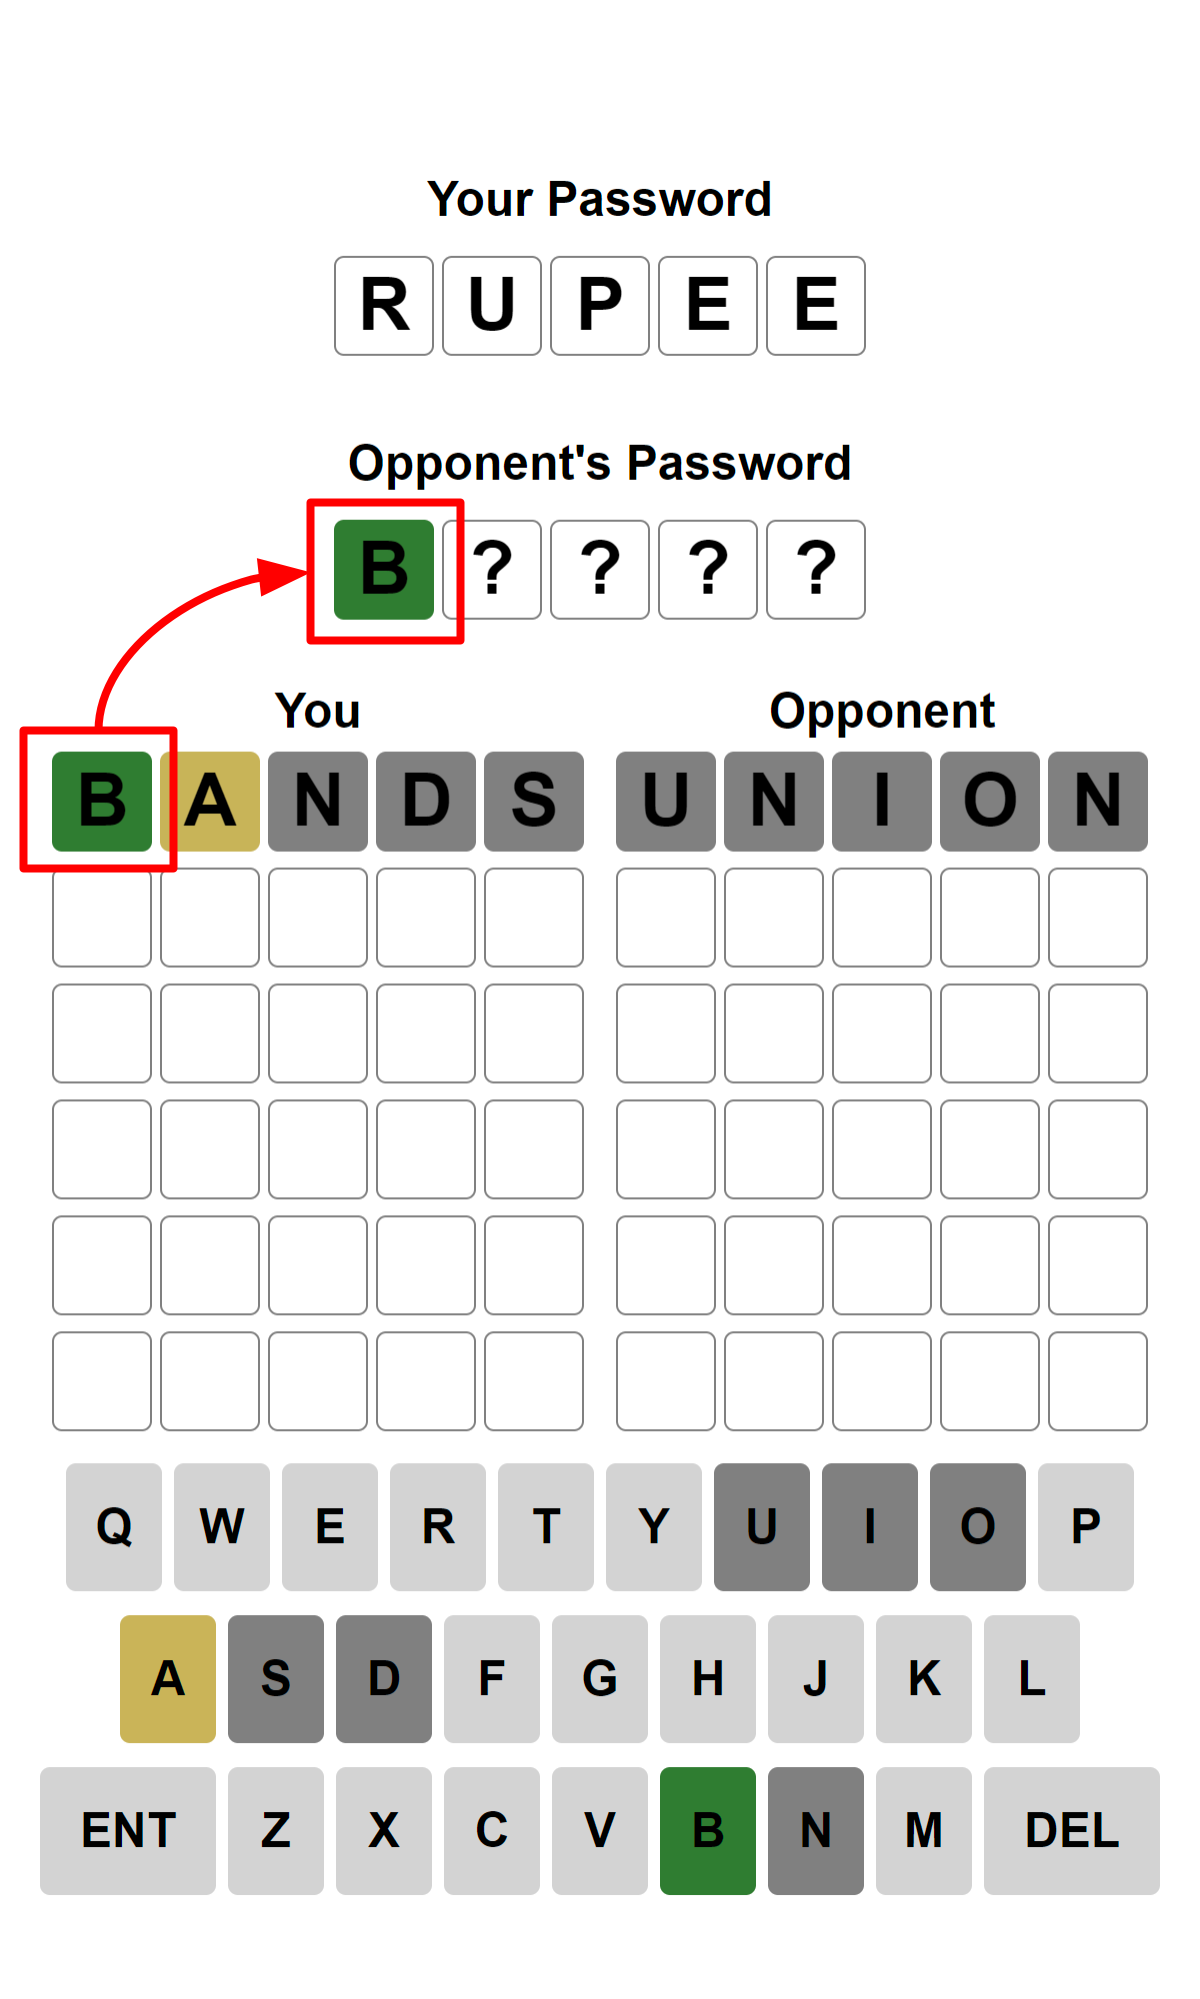 Your Password
R U P E E
Opponent's Password
B ? ? ? ?
You Opponent
B A N D S U N I O N
Q W E R T Y U I O P
A S D F G H J K L
ENT Z X C V B N M DEL